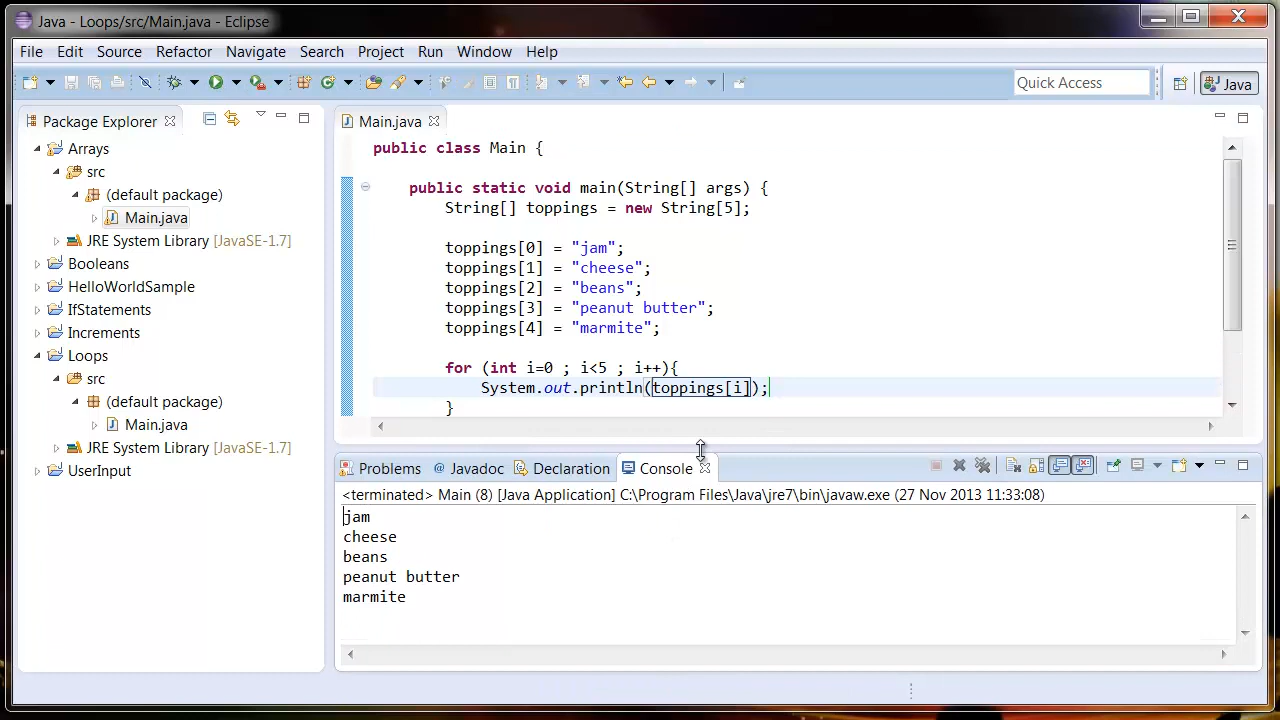 Java - Loops/src/Main.java - Eclipse
File Edit Source Refactor Navigate Search Project Run Window Help
Quick Access
Java
Package Explorer
Arrays
src
(default package)
Main.java
JRE System Library [JavaSE-1.7]
Booleans
HelloWorldSample
IfStatements
Increments
Loops
src
(default package)
Main.java
JRE System Library [JavaSE-1.7]
UserInput
Main.java
public class Main {
public static void main(String[] args) {
String[] toppings = new String[5];
toppings[0] = "jam";
toppings[1] = "cheese";
toppings[2] = "beans";
toppings[3] = "peanut butter";
toppings[4] = "marmite";
for (int i=0 ; i<5 ; i++){
System.out.println(toppings[i]);
}
Problems @ Javadoc Declaration Console
<terminated> Main (8) [Java Application] C:\Program Files\Java\jre7\bin\javaw.exe (27 Nov 2013 11:33:08)
jam
cheese
beans
peanut butter
marmite